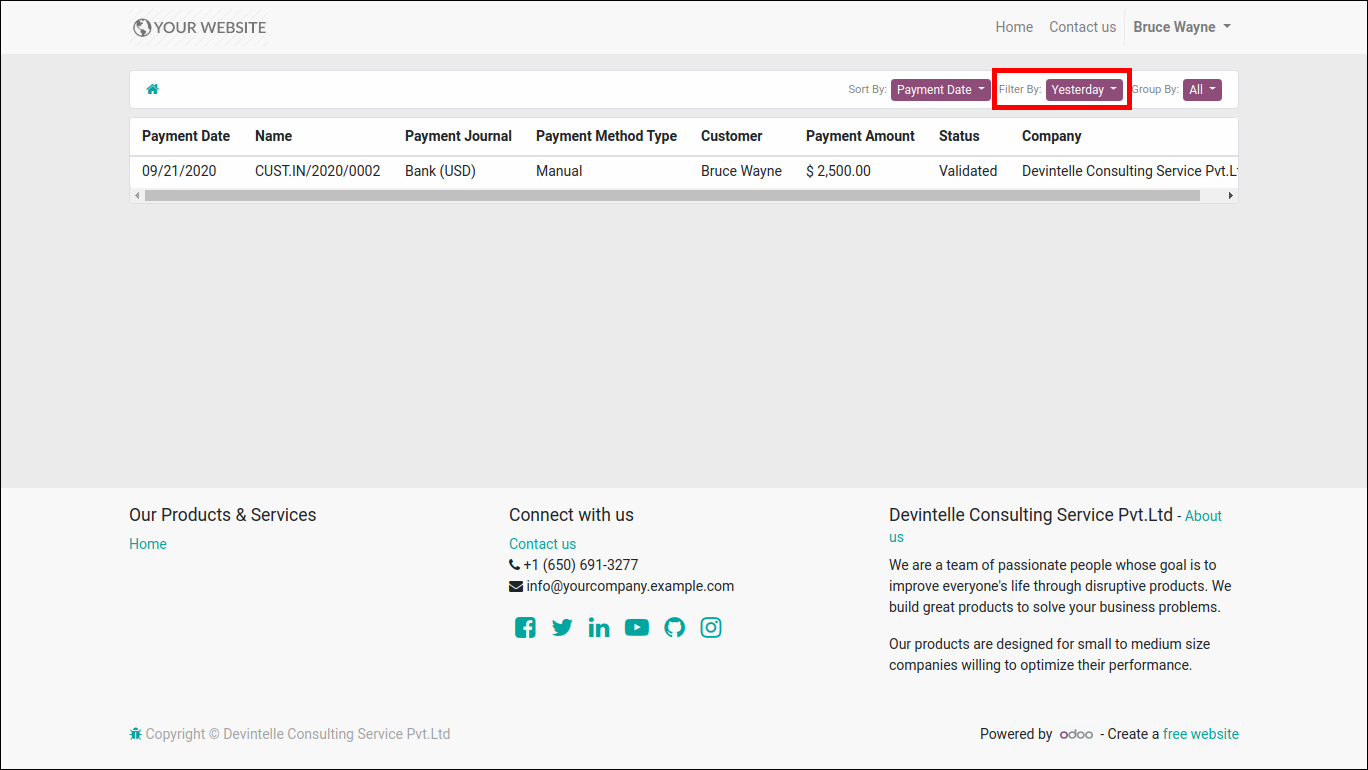 YOUR WEBSITE
Home Contact us Bruce Wayne
Sort By: Payment Date Filter By: Yesterday Group By: All
Payment Date Name Payment Journal Payment Method Type Customer Payment Amount Status Company
09/21/2020 CUST.IN/2020/0002 Bank (USD) Manual Bruce Wayne $ 2,500.00 Validated Devintelle Consulting Service Pvt.Lt
Our Products & Services
Home
Connect with us
Contact us
+1 (650) 691-3277
info@yourcompany.example.com
Devintelle Consulting Service Pvt.Ltd - About
us
We are a team of passionate people whose goal is to
improve everyone's life through disruptive products. We
build great products to solve your business problems.
Our products are designed for small to medium size
companies willing to optimize their performance.
Copyright © Devintelle Consulting Service Pvt.Ltd
Powered by odoo - Create a free website